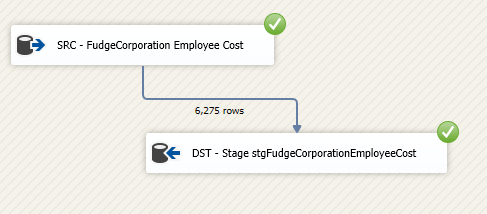 SRC - FudgeCorporation Employee Cost
6,275 rows
DST - Stage stgFudgeCorporationEmployeeCost